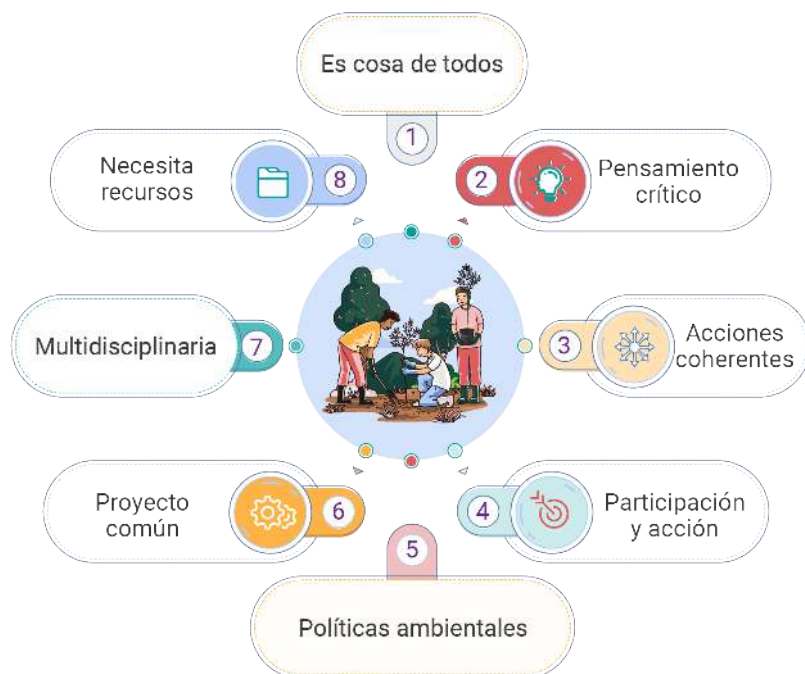 Es cosa de todos
1
2
Pensamiento
crítico
3
Acciones
coherentes
4
Participación
y acción
5
Políticas ambientales
6
Proyecto
común
7
Multidisciplinaria
8
Necesita
recursos